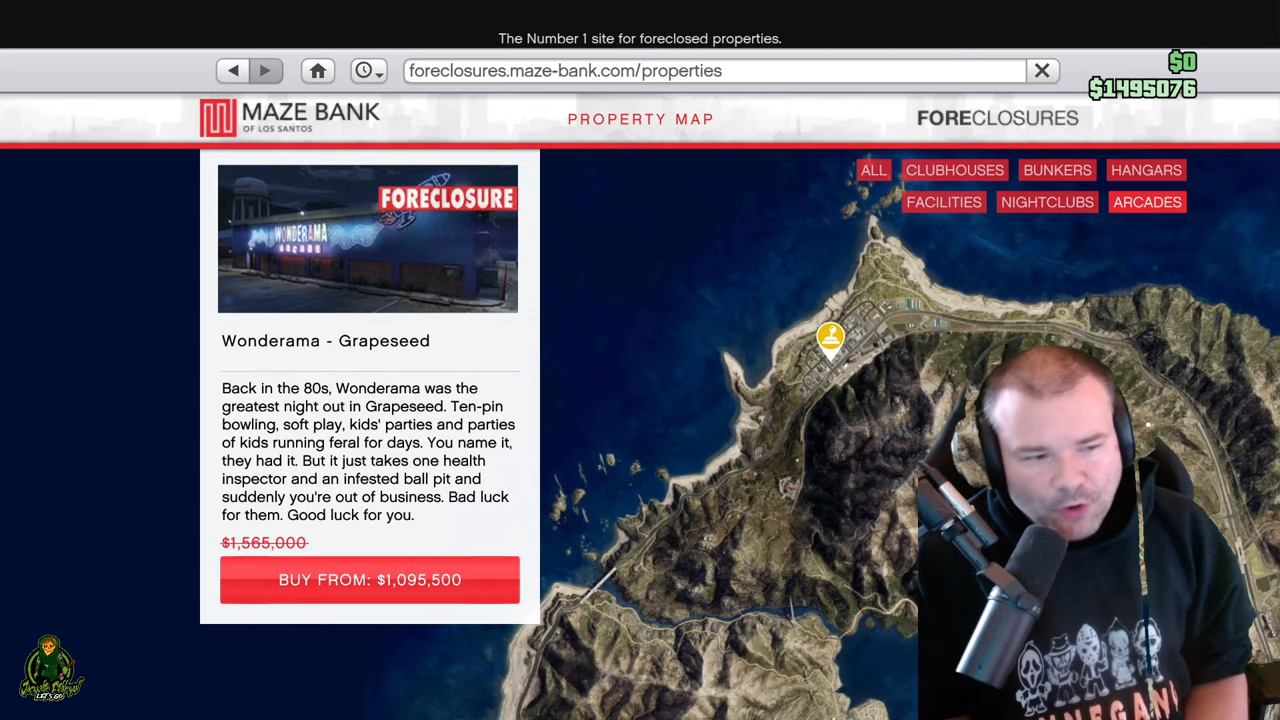 The Number 1 site for foreclosed properties.
foreclosures.maze-bank.com/properties
$0
$1495076
MAZE BANK
OF LOS SANTOS
PROPERTY MAP
FORECLOSURES
ALL
CLUBHOUSES
BUNKERS
HANGARS
FACILITIES
NIGHTCLUBS
ARCADES
FORECLOSURE
WONDERAMA
ARCADE
Wonderama - Grapeseed
Back in the 80s, Wonderama was the
greatest night out in Grapeseed. Ten-pin
bowling, soft play, kids' parties and parties
of kids running feral for days. You name it,
they had it. But it just takes one health
inspector and an infested ball pit and
suddenly you're out of business. Bad luck
for them. Good luck for you.
$1,565,000
BUY FROM: $1,095,500
LET'S GO